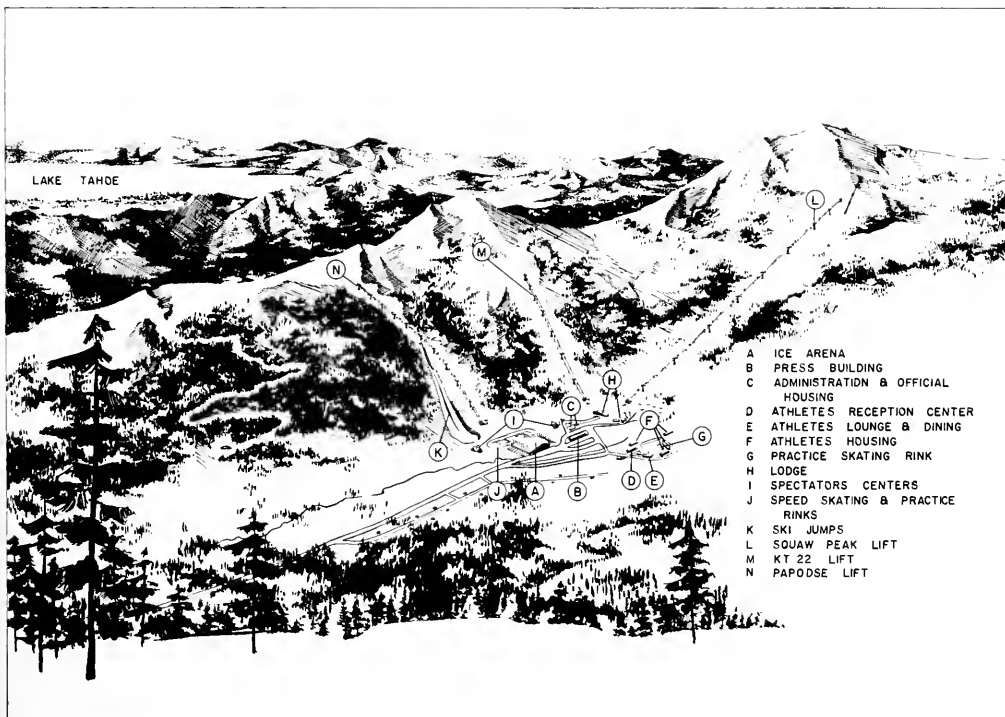 LAKE TAHOE
L
M
N
A ICE ARENA
B PRESS BUILDING
C ADMINISTRATION & OFFICIAL
HOUSING
D ATHLETES RECEPTION CENTER
E ATHLETES LOUNGE & DINING
F ATHLETES HOUSING
G PRACTICE SKATING RINK
H LODGE
I SPECTATORS CENTERS
J SPEED SKATING & PRACTICE
RINKS
K SKI JUMPS
L SQUAW PEAK LIFT
M KT 22 LIFT
N PAPOOSE LIFT
H
I C F
G
K
J A B D E